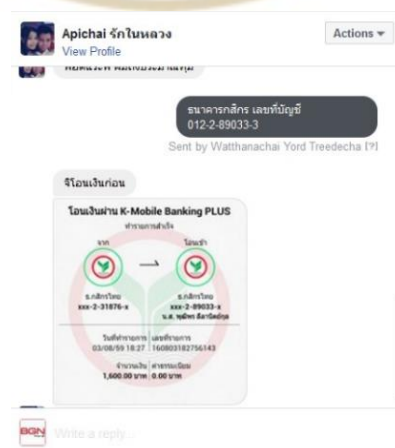 Apichai รักในหลวง
Actions
View Profile
ธนาคารกสิกร เลขที่บัญชี
012-2-89033-3
Sent by Watthanachai Yord Treedecha [?]
จิโอนเงินก่อน
โอนเงินผ่าน K-Mobile Banking PLUS
ทำรายการสำเร็จ
จาก โอนเข้า
ธ.กสิกรไทย ธ.กสิกรไทย
xxx-2-31876-x xxx-2-89033-x
น.ส.
วันที่ทำรายการ เลขที่รายการ
03/08/59 18:27 160803182756143
จำนวนเงิน ค่าธรรมเนียม
1,600.00 บาท 0.00 บาท
BGN Write a reply...